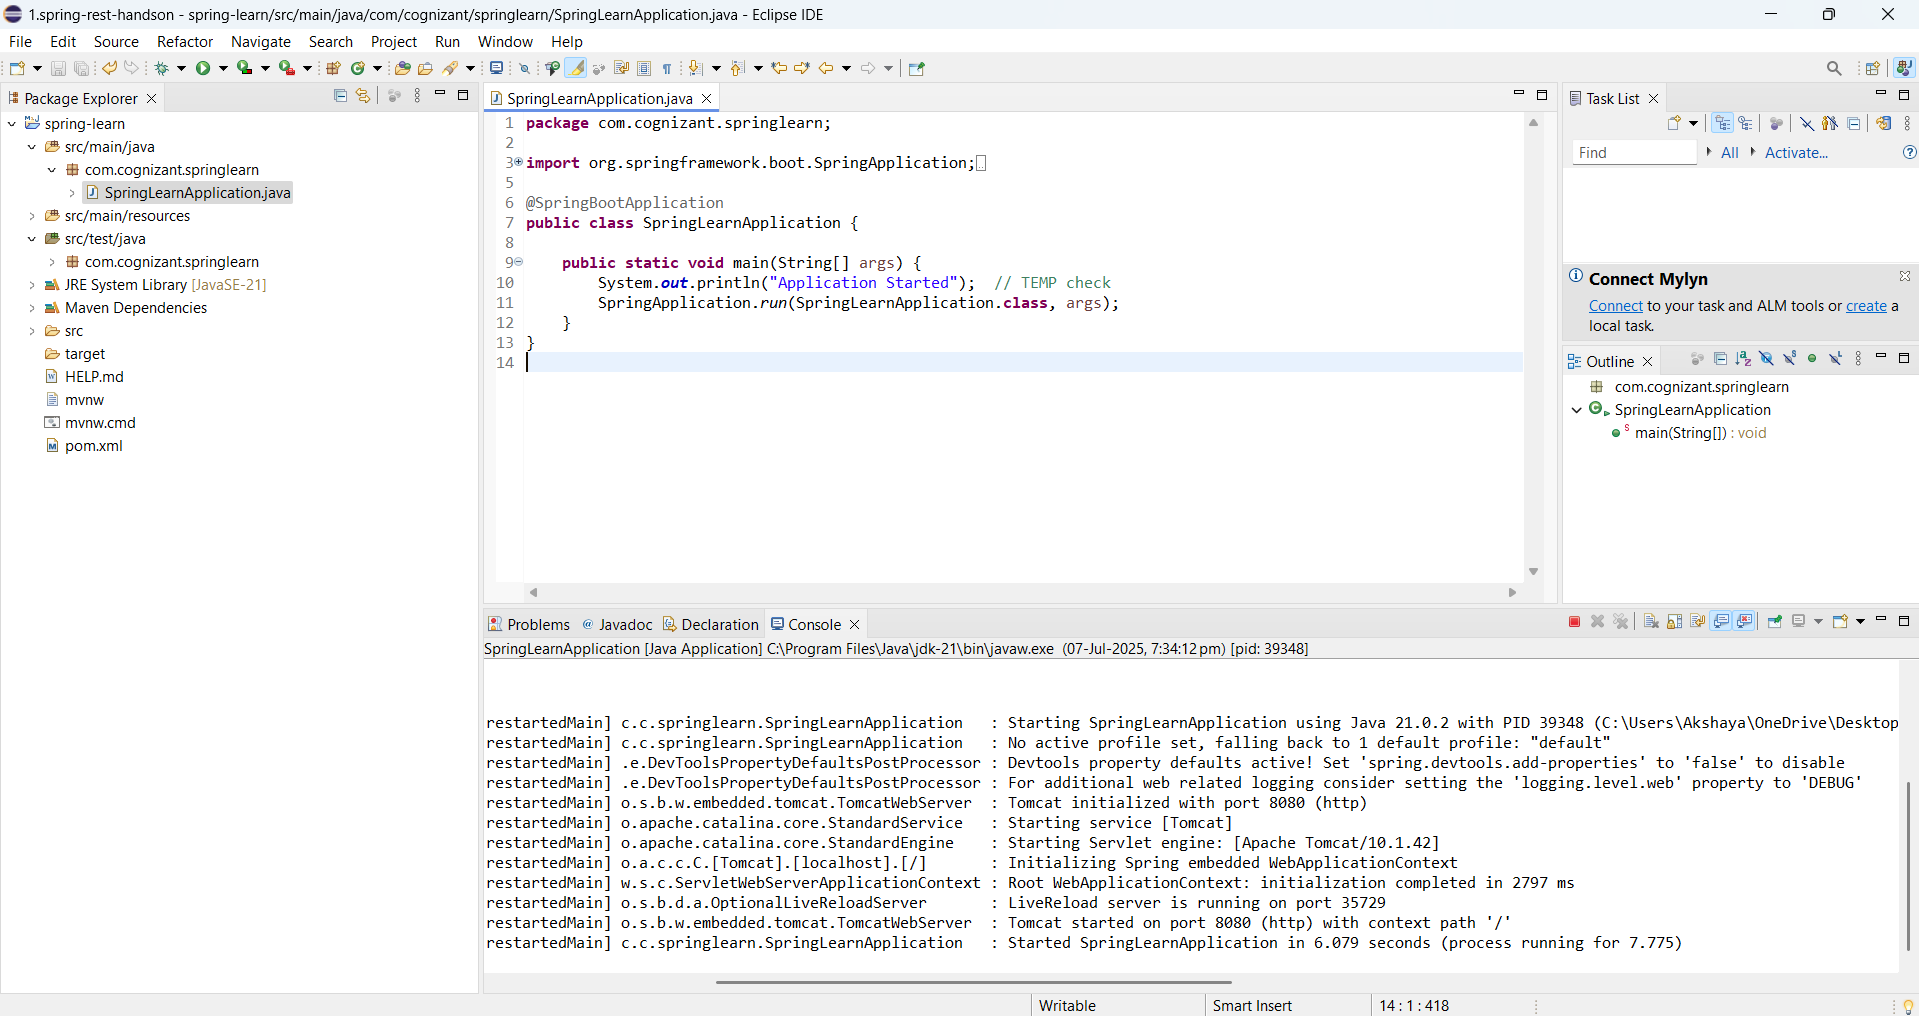 1.spring-rest-handson - spring-learn/src/main/java/com/cognizant/springlearn/SpringLearnApplication.java - Eclipse IDE
File Edit Source Refactor Navigate Search Project Run Window Help
Package Explorer
spring-learn
src/main/java
com.cognizant.springlearn
SpringLearnApplication.java
src/main/resources
src/test/java
com.cognizant.springlearn
JRE System Library [JavaSE-21]
Maven Dependencies
src
target
HELP.md
mvnw
mvnw.cmd
pom.xml
SpringLearnApplication.java
1 package com.cognizant.springlearn;
2
3 import org.springframework.boot.SpringApplication;
5
6 @SpringBootApplication
7 public class SpringLearnApplication {
8
9 public static void main(String[] args) {
10 System.out.println("Application Started"); // TEMP check
11 SpringApplication.run(SpringLearnApplication.class, args);
12 }
13 }
14
Task List
Find All Activate...
Connect Mylyn
Connect to your task and ALM tools or create a
local task.
Outline
com.cognizant.springlearn
SpringLearnApplication
main(String[]) : void
Problems Javadoc Declaration Console
SpringLearnApplication [Java Application] C:\Program Files\Java\jdk-21\bin\javaw.exe (07-Jul-2025, 7:34:12 pm) [pid: 39348]
restartedMain] c.c.springlearn.SpringLearnApplication : Starting SpringLearnApplication using Java 21.0.2 with PID 39348 (C:\Users\Akshaya\OneDrive\Desktop
restartedMain] c.c.springlearn.SpringLearnApplication : No active profile set, falling back to 1 default profile: "default"
restartedMain] .e.DevToolsPropertyDefaultsPostProcessor : Devtools property defaults active! Set 'spring.devtools.add-properties' to 'false' to disable
restartedMain] .e.DevToolsPropertyDefaultsPostProcessor : For additional web related logging consider setting the 'logging.level.web' property to 'DEBUG'
restartedMain] o.s.b.w.embedded.tomcat.TomcatWebServer : Tomcat initialized with port 8080 (http)
restartedMain] o.apache.catalina.core.StandardService : Starting service [Tomcat]
restartedMain] o.apache.catalina.core.StandardEngine : Starting Servlet engine: [Apache Tomcat/10.1.42]
restartedMain] o.a.c.c.C.[Tomcat].[localhost].[/] : Initializing Spring embedded WebApplicationContext
restartedMain] w.s.c.ServletWebServerApplicationContext : Root WebApplicationContext: initialization completed in 2797 ms
restartedMain] o.s.b.d.a.OptionalLiveReloadServer : LiveReload server is running on port 35729
restartedMain] o.s.b.w.embedded.tomcat.TomcatWebServer : Tomcat started on port 8080 (http) with context path '/'
restartedMain] c.c.springlearn.SpringLearnApplication : Started SpringLearnApplication in 6.079 seconds (process running for 7.775)
Writable Smart Insert 14 : 1 : 418